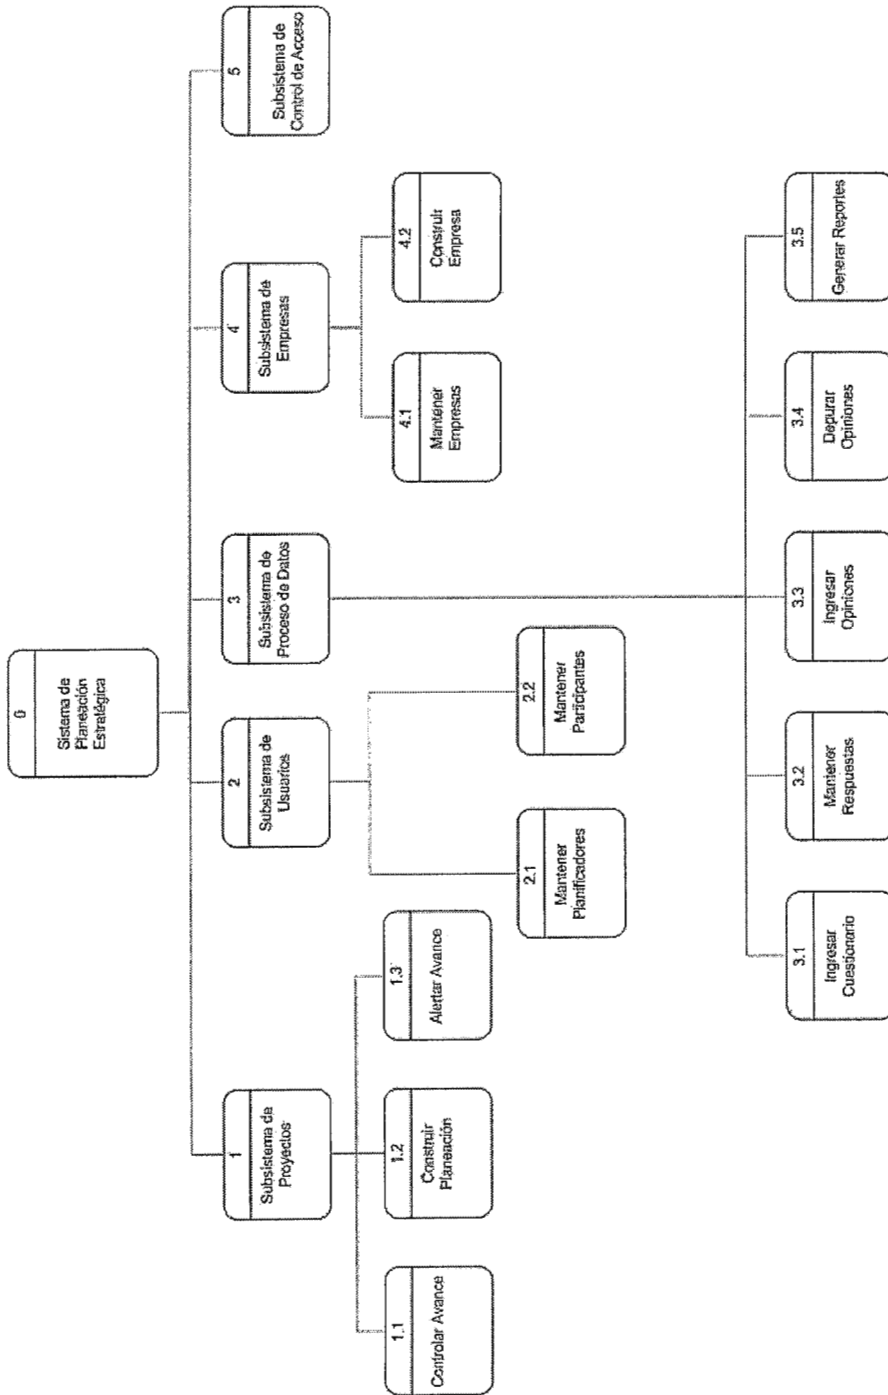 0
Sistema de
Planeación
Estratégica
1
Subsistema de
Proyectos
2
Subsistema de
Usuarios
3
Subsistema de
Proceso de Datos
4
Subsistema de
Empresas
5
Subsistema de
Control de Acceso
1.1
Controlar Avance
1.2
Construir
Planeación
1.3
Alertar Avance
2.1
Mantener
Planificadores
2.2
Mantener
Participantes
4.1
Mantener
Empresas
4.2
Construir
Empresa
3.1
Ingresar
Cuestionario
3.2
Mantener
Respuestas
3.3
Ingresar
Opiniones
3.4
Depurar
Opiniones
3.5
Generar Reportes